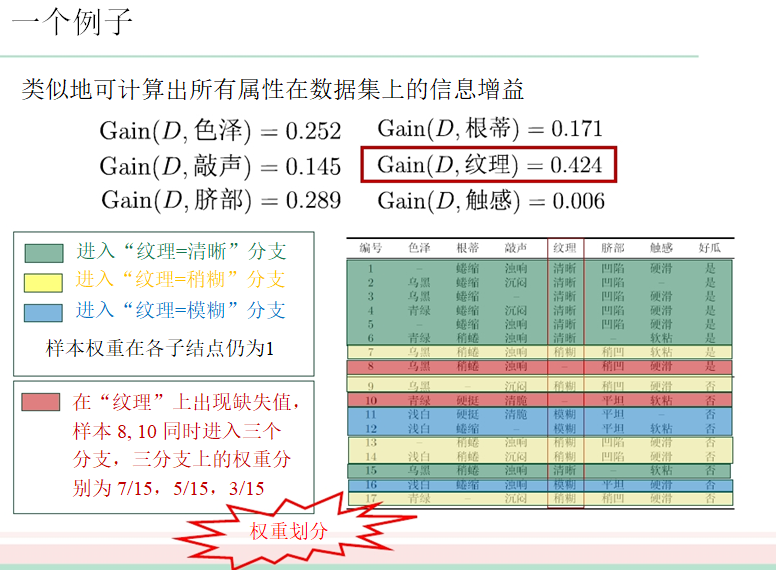 一个例子
类似地可计算出所有属性在数据集上的信息增益
Gain(D,色泽) = 0.252 Gain(D,根蒂) = 0.171
Gain(D,敲声) = 0.145 Gain(D,纹理) = 0.424
Gain(D,脐部) = 0.289 Gain(D,触感) = 0.006
进入“纹理=清晰”分支
进入“纹理=稍糊”分支
进入“纹理=模糊”分支
样本权重在各子结点仍为1
在“纹理”上出现缺失值,
样本 8, 10 同时进入三个
分支，三分支上的权重分
别为 7/15，5/15，3/15
权重划分
编号 色泽 根蒂 敲声 纹理 脐部 触感 好瓜
1 – 蜷缩 浊响 清晰 凹陷 硬滑 是
2 乌黑 蜷缩 沉闷 清晰 凹陷 – 是
3 乌黑 蜷缩 – 清晰 凹陷 硬滑 是
4 青绿 蜷缩 沉闷 清晰 凹陷 硬滑 是
5 – 蜷缩 浊响 清晰 凹陷 硬滑 是
6 青绿 稍蜷 浊响 清晰 – 软粘 是
7 乌黑 稍蜷 浊响 稍糊 稍凹 软粘 是
8 乌黑 稍蜷 浊响 – 稍凹 硬滑 是
9 乌黑 – 沉闷 稍糊 稍凹 硬滑 否
10 青绿 硬挺 清脆 – 平坦 软粘 否
11 浅白 硬挺 清脆 模糊 平坦 – 否
12 浅白 蜷缩 – 模糊 平坦 软粘 否
13 – 稍蜷 浊响 稍糊 凹陷 硬滑 否
14 浅白 稍蜷 沉闷 稍糊 凹陷 硬滑 否
15 乌黑 稍蜷 浊响 清晰 – 软粘 否
16 浅白 蜷缩 浊响 模糊 平坦 硬滑 否
17 青绿 – 沉闷 稍糊 稍凹 硬滑 否